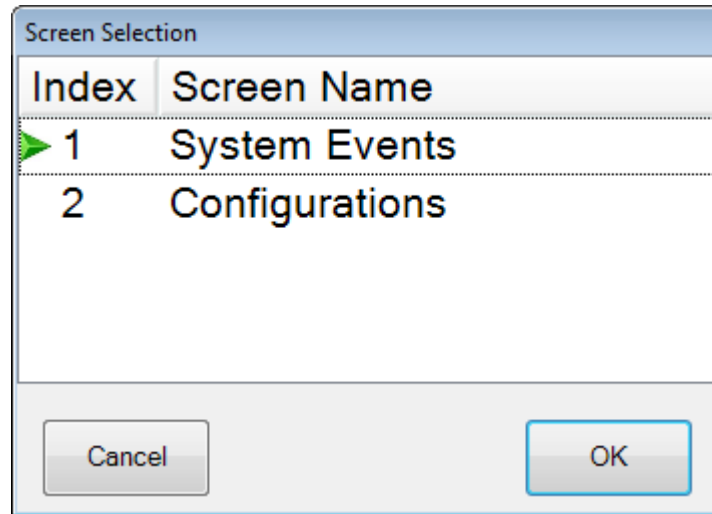 Screen Selection
Index Screen Name
1 System Events
2 Configurations
Cancel OK